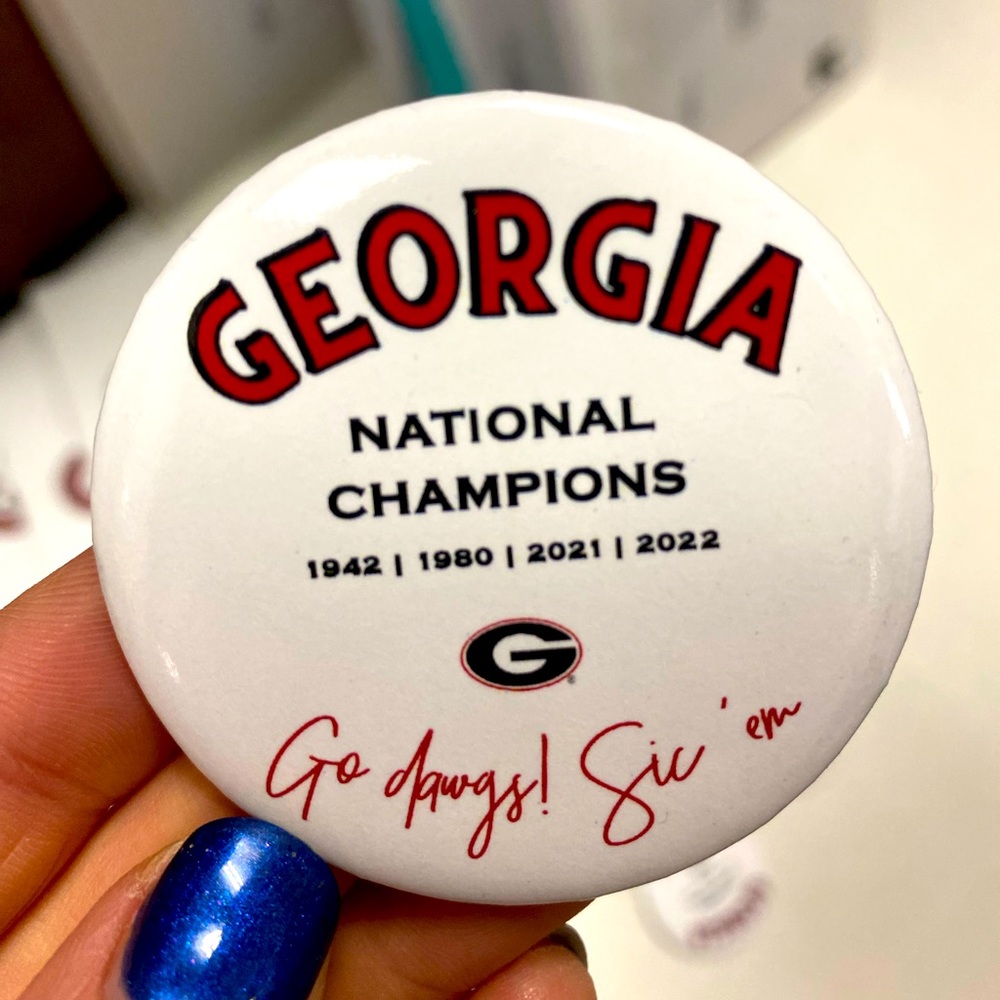 GEORGIA
NATIONAL
CHAMPIONS
1942 | 1980 | 2021 | 2022
G
Go dawgs! Sic 'em